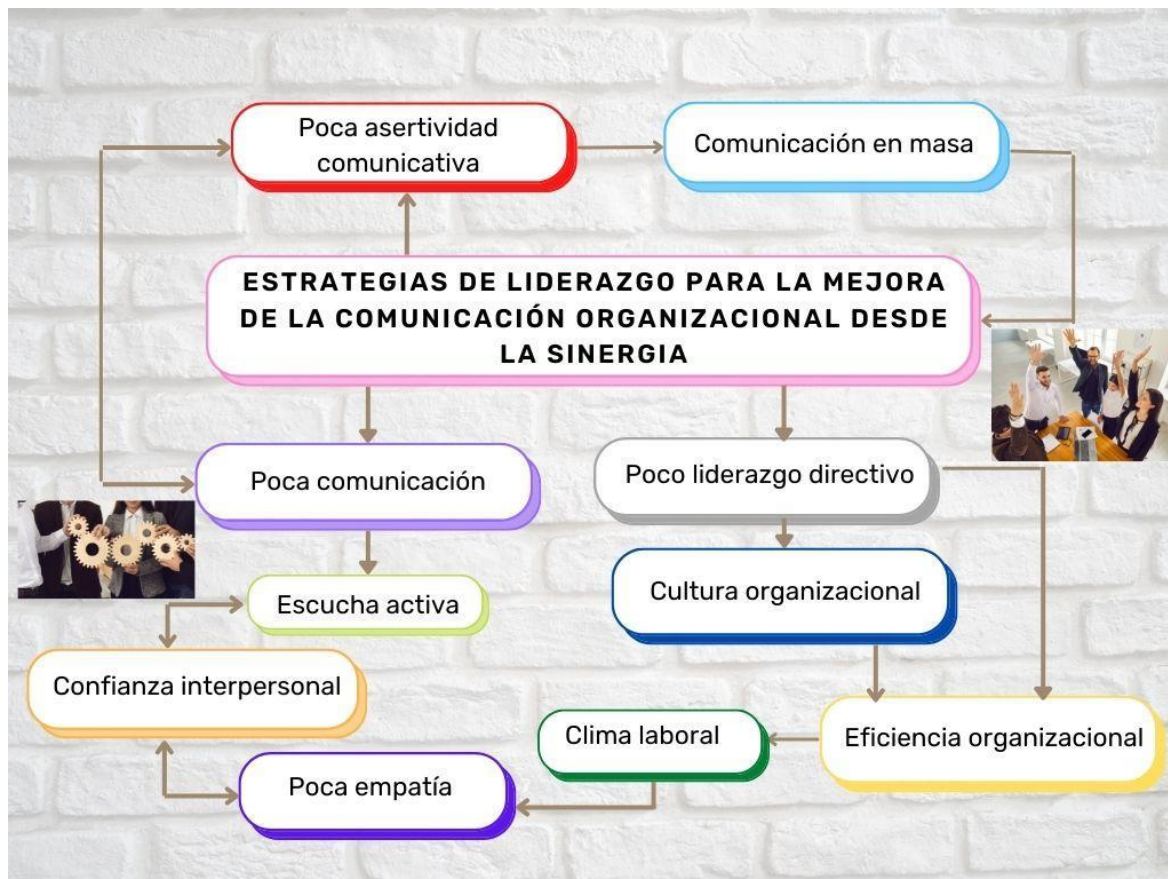 Poca asertividad
comunicativa
Comunicación en masa
ESTRATEGIAS DE LIDERAZGO PARA LA MEJORA
DE LA COMUNICACIÓN ORGANIZACIONAL DESDE
LA SINERGIA
Poca comunicación
Poco liderazgo directivo
Escucha activa
Cultura organizacional
Confianza interpersonal
Clima laboral
Eficiencia organizacional
Poca empatía